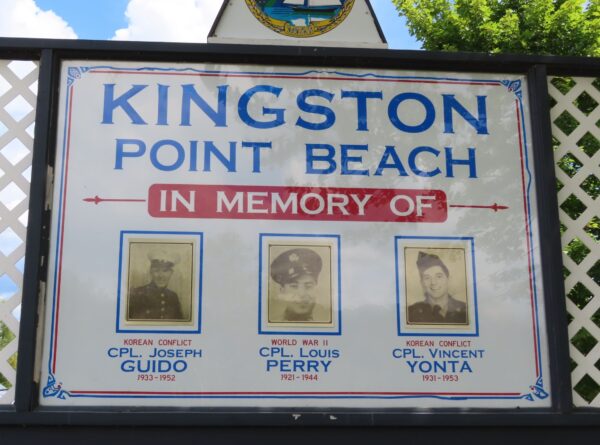 KINGSTON
POINT BEACH
IN MEMORY OF
KOREAN CONFLICT
CPL. JOSEPH
GUIDO
1933-1952
WORLD WAR II
CPL. LOUIS
PERRY
1921-1944
KOREAN CONFLICT
CPL. VINCENT
YONTA
1931-1953